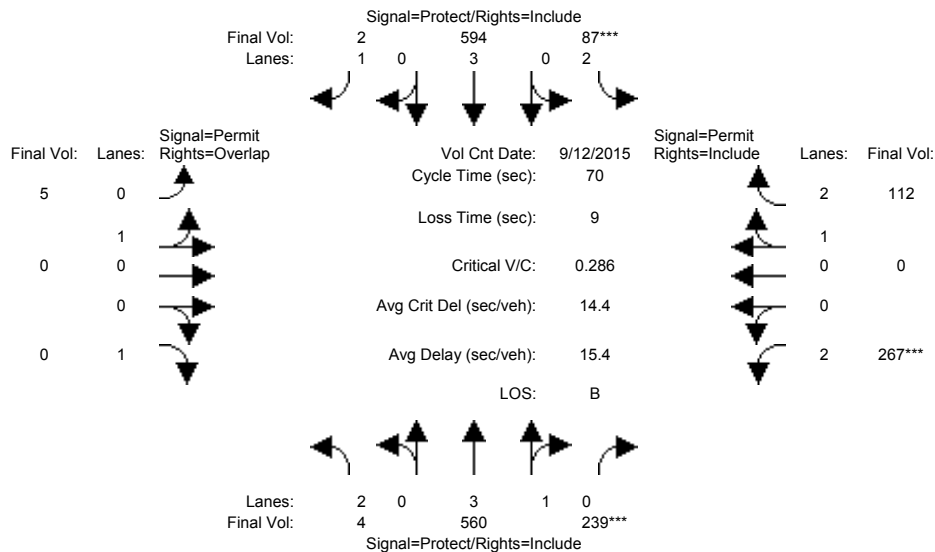 Signal=Protect/Rights=Include
Final Vol: 2 594 87***
Lanes: 1 0 3 0 2
Signal=Permit
Final Vol: Lanes: Rights=Overlap
Vol Cnt Date: 9/12/2015
Signal=Permit
Rights=Include Lanes: Final Vol:
Cycle Time (sec): 70
5 0
2 112
Loss Time (sec): 9
1
1
0 0
Critical V/C: 0.286
0 0
0
Avg Crit Del (sec/veh): 14.4
0
0 1
Avg Delay (sec/veh): 15.4
2 267***
LOS: B
Lanes: 2 0 3 1 0
Final Vol: 4 560 239***
Signal=Protect/Rights=Include